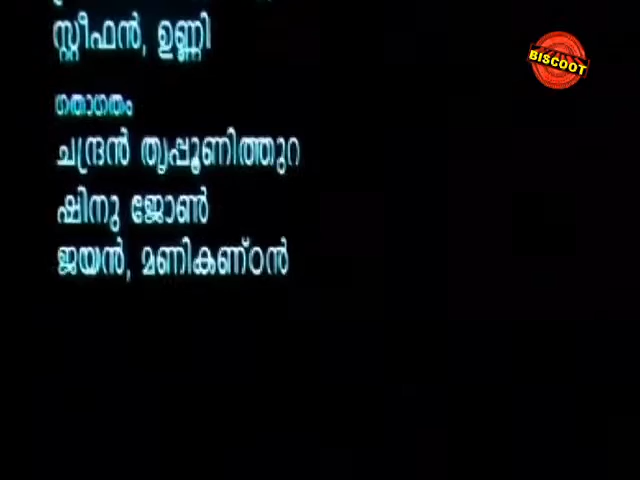 സ്റ്റീഫൻ, ഉണ്ണി
BISCOOT
ഗതാഗതം
ചന്ദ്രൻ തൃപ്പൂണിത്തുറ
ഷിനു ജോൺ
ജയൻ, മണികണ്ഠൻ